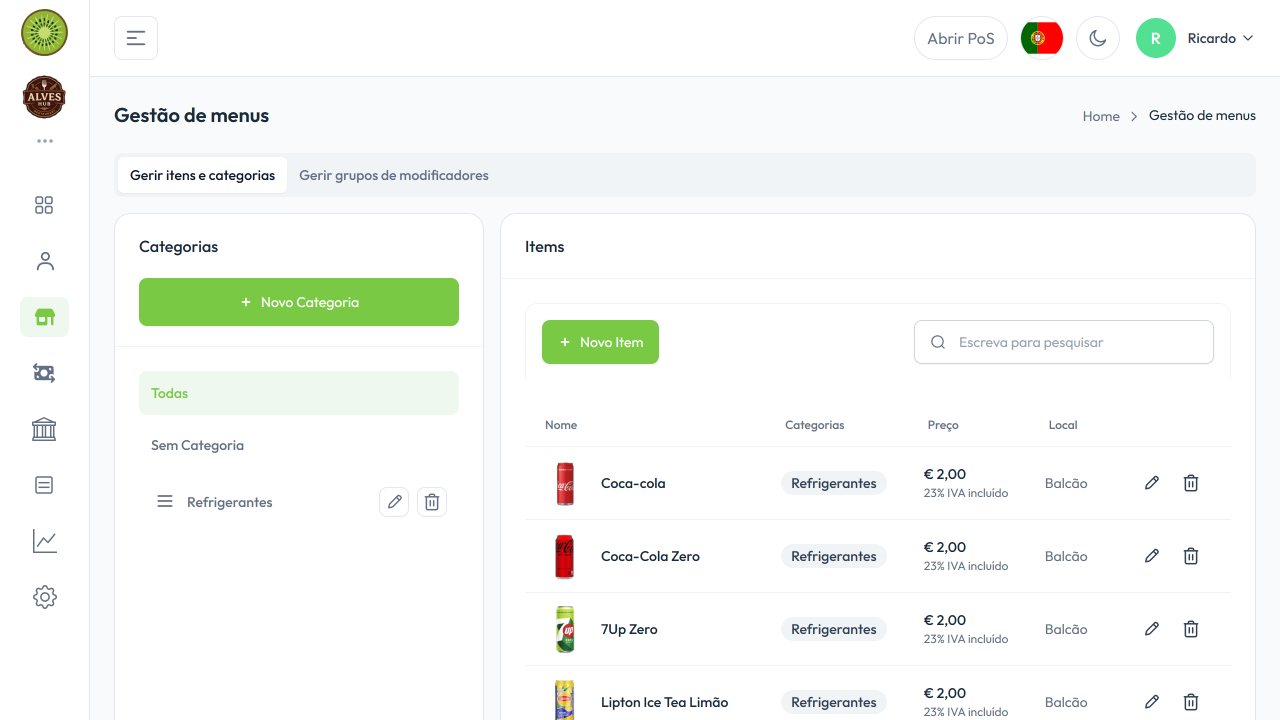 Abrir PoS
R
Ricardo
ALVES
HUB
Gestão de menus
Home
Gestão de menus
Gerir itens e categorias
Gerir grupos de modificadores
Categorias
+ Novo Categoria
Todas
Sem Categoria
Refrigerantes
Items
+ Novo Item
Escreva para pesquisar
Nome
Categorias
Preço
Local
Coca-cola
Refrigerantes
€ 2,00
23% IVA incluído
Balcão
Coca-Cola Zero
Refrigerantes
€ 2,00
23% IVA incluído
Balcão
7Up Zero
Refrigerantes
€ 2,00
23% IVA incluído
Balcão
Lipton Ice Tea Limão
Refrigerantes
€ 2,00
23% IVA incluído
Balcão